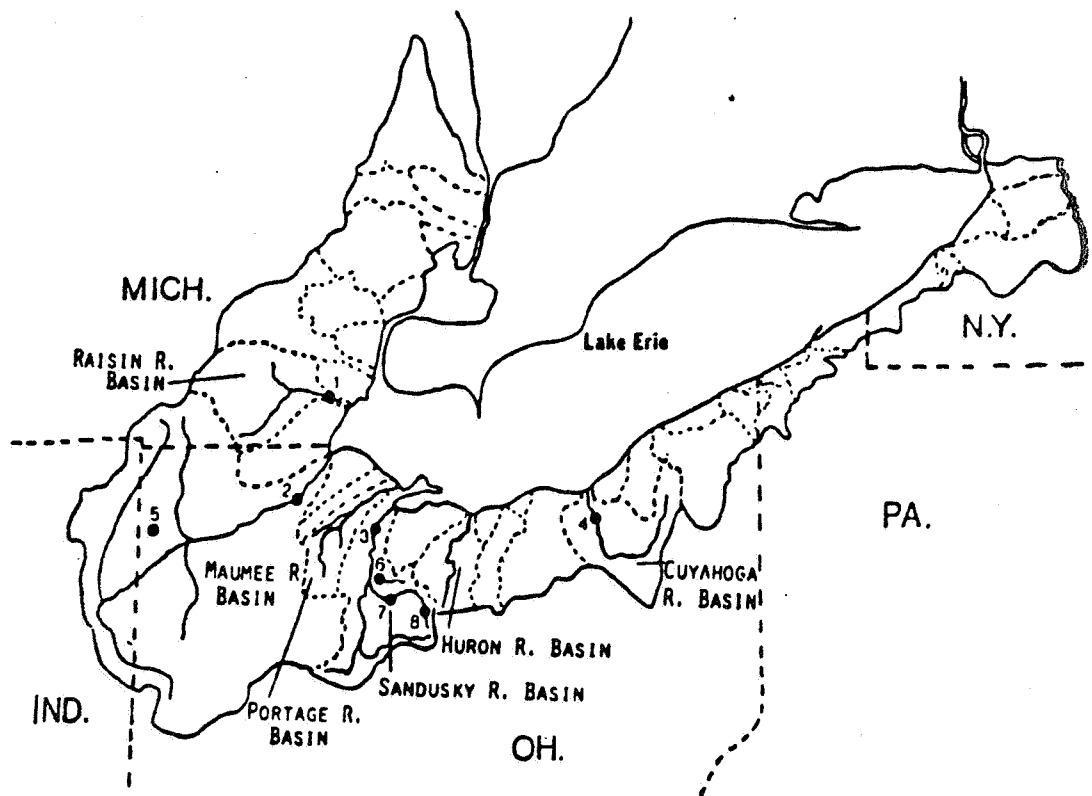 MICH.
RAISIN R.
BASIN
1
Lake Erie
N.Y.
2
5
3
4
PA.
MAUMEE R
BASIN
6
7
8
CUYAHOGA
R. BASIN
HURON R. BASIN
SANDUSKY R. BASIN
IND.
PORTAGE R.
BASIN
OH.